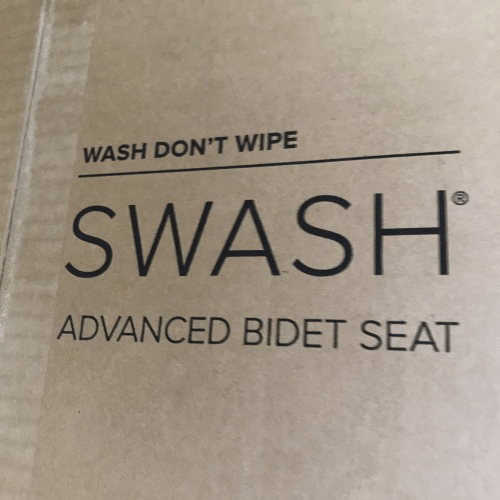 WASH DON'T WIPE
SWASH®
ADVANCED BIDET SEAT